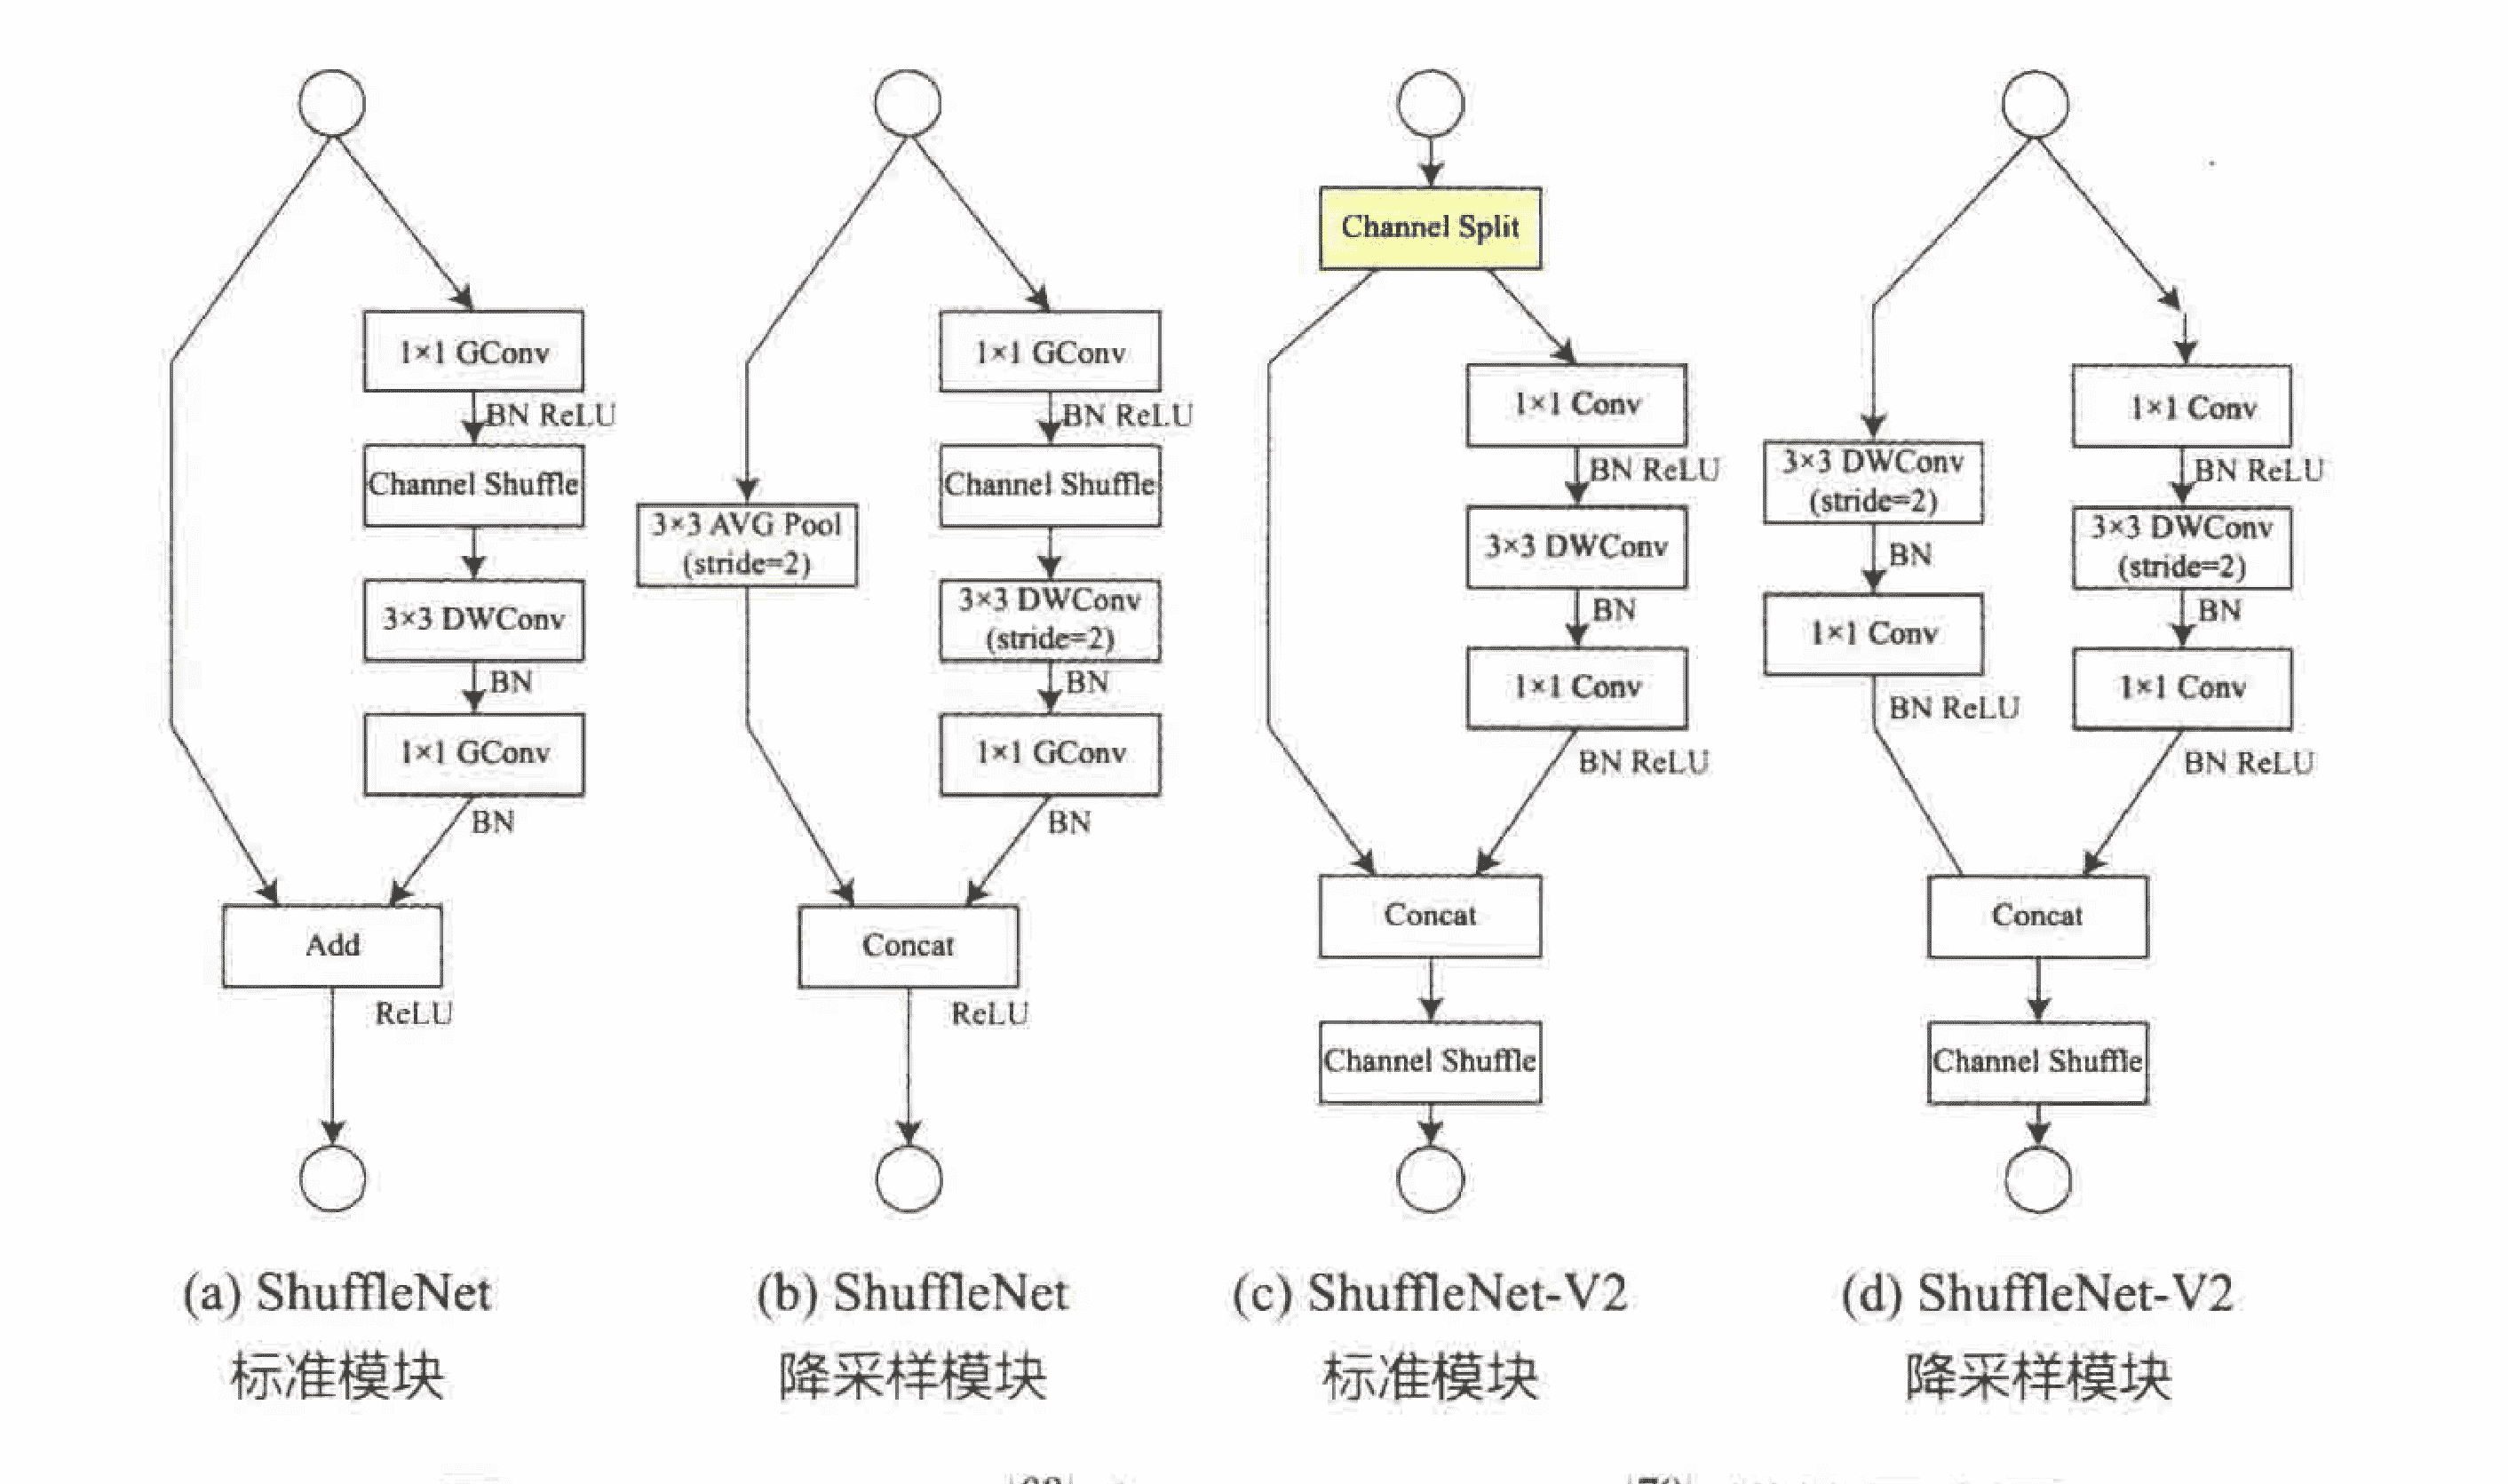 1×1 GConv
BN ReLU
Channel Shuffle
3×3 DWConv
BN
1×1 GConv
BN
Add
ReLU
(a) ShuffleNet
标准模块
3×3 AVG Pool
(stride=2)
1×1 GConv
BN ReLU
Channel Shuffle
3×3 DWConv
(stride=2)
BN
1×1 GConv
BN
Concat
ReLU
(b) ShuffleNet
降采样模块
Channel Split
1×1 Conv
BN ReLU
3×3 DWConv
BN
1×1 Conv
BN ReLU
Concat
Channel Shuffle
(c) ShuffleNet-V2
标准模块
3×3 DWConv
(stride=2)
BN
1×1 Conv
BN ReLU
1×1 Conv
BN ReLU
3×3 DWConv
(stride=2)
BN
1×1 Conv
BN ReLU
Concat
Channel Shuffle
(d) ShuffleNet-V2
降采样模块